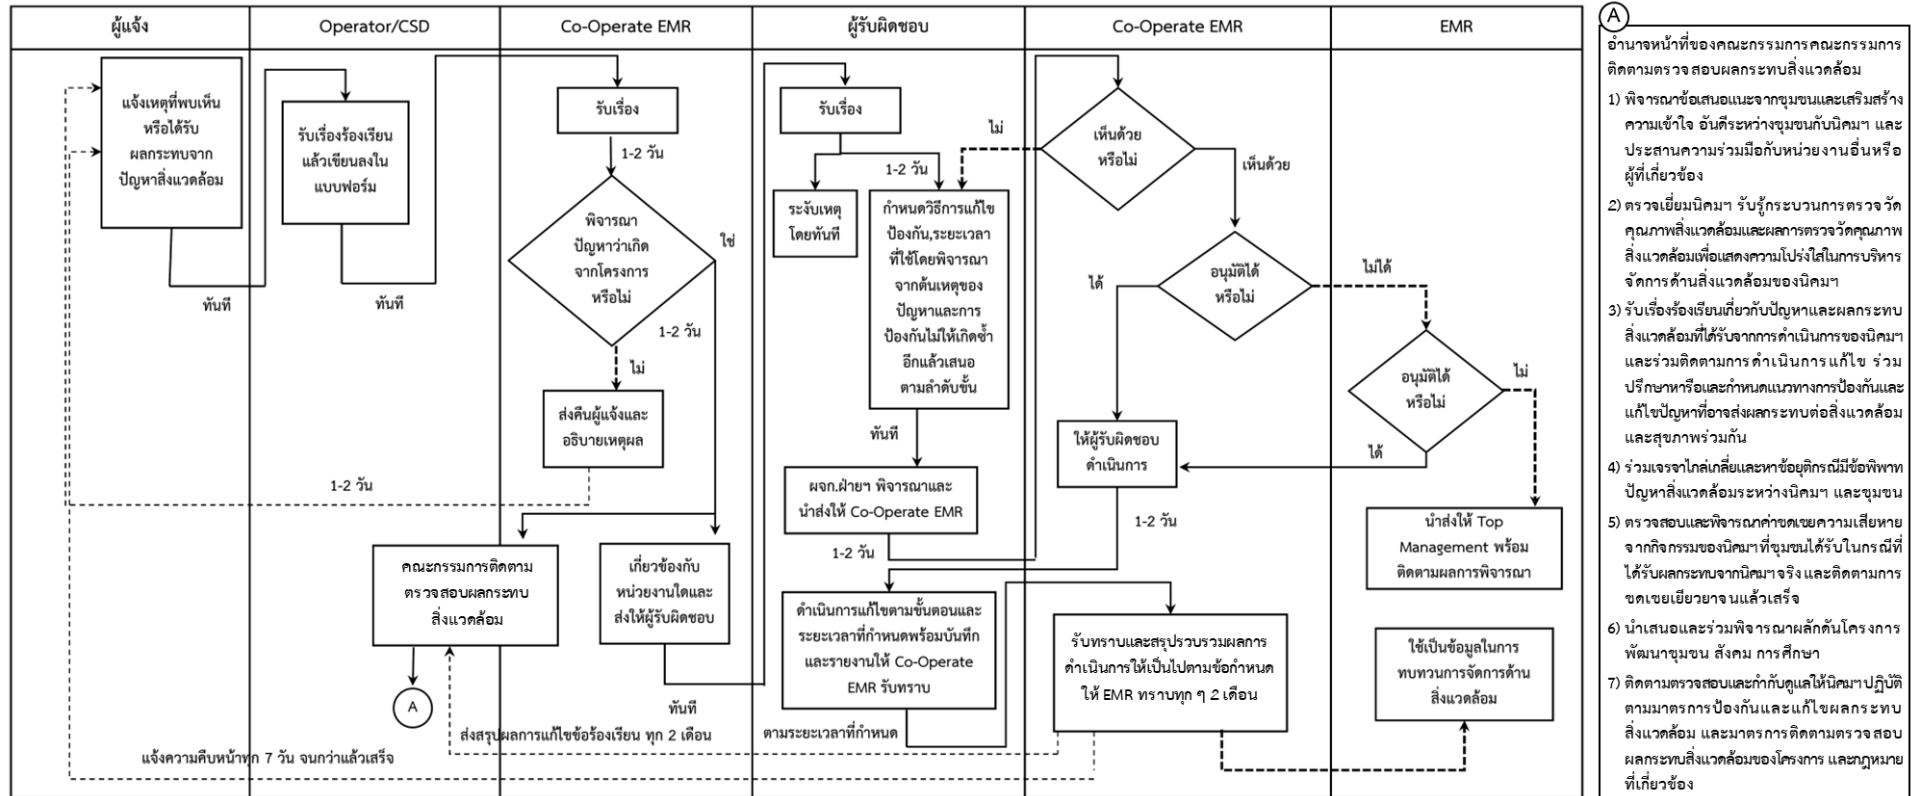 ผู้แจ้ง
Operator/CSD
Co-Operate EMR
ผู้รับผิดชอบ
Co-Operate EMR
EMR
แจ้งเหตุที่พบเห็น
หรือได้รับ
ผลกระทบจาก
ปัญหาสิ่งแวดล้อม
ทันที
รับเรื่องร้องเรียน
แล้วเขียนลงใน
แบบฟอร์ม
ทันที
รับเรื่อง
1-2 วัน
พิจารณา
ปัญหาว่าเกิด
จากโครงการ
หรือไม่
ใช่
1-2 วัน
ไม่
ส่งคืนผู้แจ้งและ
อธิบายเหตุผล
1-2 วัน
คณะกรรมการติดตาม
ตรวจสอบผลกระทบ
สิ่งแวดล้อม
A
เกี่ยวข้องกับ
หน่วยงานใดและ
ส่งให้ผู้รับผิดชอบ
ทันที
รับเรื่อง
1-2 วัน
ระงับเหตุ
โดยทันที
กำหนดวิธีการแก้ไข
ป้องกัน,ระยะเวลา
ที่ใช้โดยพิจารณา
จากต้นเหตุของ
ปัญหาและการ
ป้องกันไม่ให้เกิดซ้ำ
อีกแล้วเสนอ
ตามลำดับขั้น
ทันที
ผจก.ฝ่ายฯ พิจารณาและ
นำส่งให้ Co-Operate EMR
1-2 วัน
ดำเนินการแก้ไขตามขั้นตอนและ
ระยะเวลาที่กำหนดพร้อมบันทึก
และรายงานให้ Co-Operate
EMR รับทราบ
ตามระยะเวลาที่กำหนด
เห็นด้วย
หรือไม่
ไม่
เห็นด้วย
อนุมัติได้
หรือไม่
ได้
ไม่ได้
ให้ผู้รับผิดชอบ
ดำเนินการ
1-2 วัน
รับทราบและสรุปรวบรวมผลการ
ดำเนินการให้เป็นไปตามข้อกำหนด
ให้ EMR ทราบทุก ๆ 2 เดือน
อนุมัติได้
หรือไม่
ไม่
ได้
นำส่งให้ Top
Management พร้อม
ติดตามผลการพิจารณา
ใช้เป็นข้อมูลในการ
ทบทวนการจัดการด้าน
สิ่งแวดล้อม
ส่งสรุปผลการแก้ไขข้อร้องเรียน ทุก 2 เดือน
แจ้งความคืบหน้าทุก 7 วัน จนกว่าแล้วเสร็จ
A
อำนาจหน้าที่ของคณะกรรมการคณะกรรมการ
ติดตามตรวจสอบผลกระทบสิ่งแวดล้อม
1) พิจารณาข้อเสนอแนะจากชุมชนและเสริมสร้าง
ความเข้าใจ อันดีระหว่างชุมชนกับนิคมฯ และ
ประสานความร่วมมือกับหน่วยงานอื่นหรือ
ผู้ที่เกี่ยวข้อง
2) ตรวจเยี่ยมนิคมฯ รับรู้กระบวนการตรวจวัด
คุณภาพสิ่งแวดล้อมและผลการตรวจวัดคุณภาพ
สิ่งแวดล้อมเพื่อแสดงความโปร่งใสในการบริหาร
จัดการด้านสิ่งแวดล้อมของนิคมฯ
3) รับเรื่องร้องเรียนเกี่ยวกับปัญหาและผลกระทบ
สิ่งแวดล้อมที่ได้รับจากการดำเนินการของนิคมฯ
และร่วมติดตามการดำเนินการแก้ไข ร่วม
ปรึกษาหารือและกำหนดแนวทางการป้องกันและ
แก้ไขปัญหาที่อาจส่งผลกระทบต่อสิ่งแวดล้อม
และสุขภาพร่วมกัน
4) ร่วมเจรจาไกล่เกลี่ยและหาข้อยุติกรณีมีข้อพิพาท
ปัญหาสิ่งแวดล้อมระหว่างนิคมฯ และชุมชน
5) ตรวจสอบและพิจารณาค่าชดเชยความเสียหาย
จากกิจกรรมของนิคมฯที่ชุมชนได้รับในกรณีที่
ได้รับผลกระทบจากนิคมฯจริง และติดตามการ
ชดเชยเยียวยาจนแล้วเสร็จ
6) นำเสนอและร่วมพิจารณาผลักดันโครงการ
พัฒนาชุมชน สังคม การศึกษา
7) ติดตามตรวจสอบและกำกับดูแลให้นิคมฯปฏิบัติ
ตามมาตรการป้องกันและแก้ไขผลกระทบ
สิ่งแวดล้อม และมาตรการติดตามตรวจสอบ
ผลกระทบสิ่งแวดล้อมของโครงการ และกฎหมาย
ที่เกี่ยวข้อง